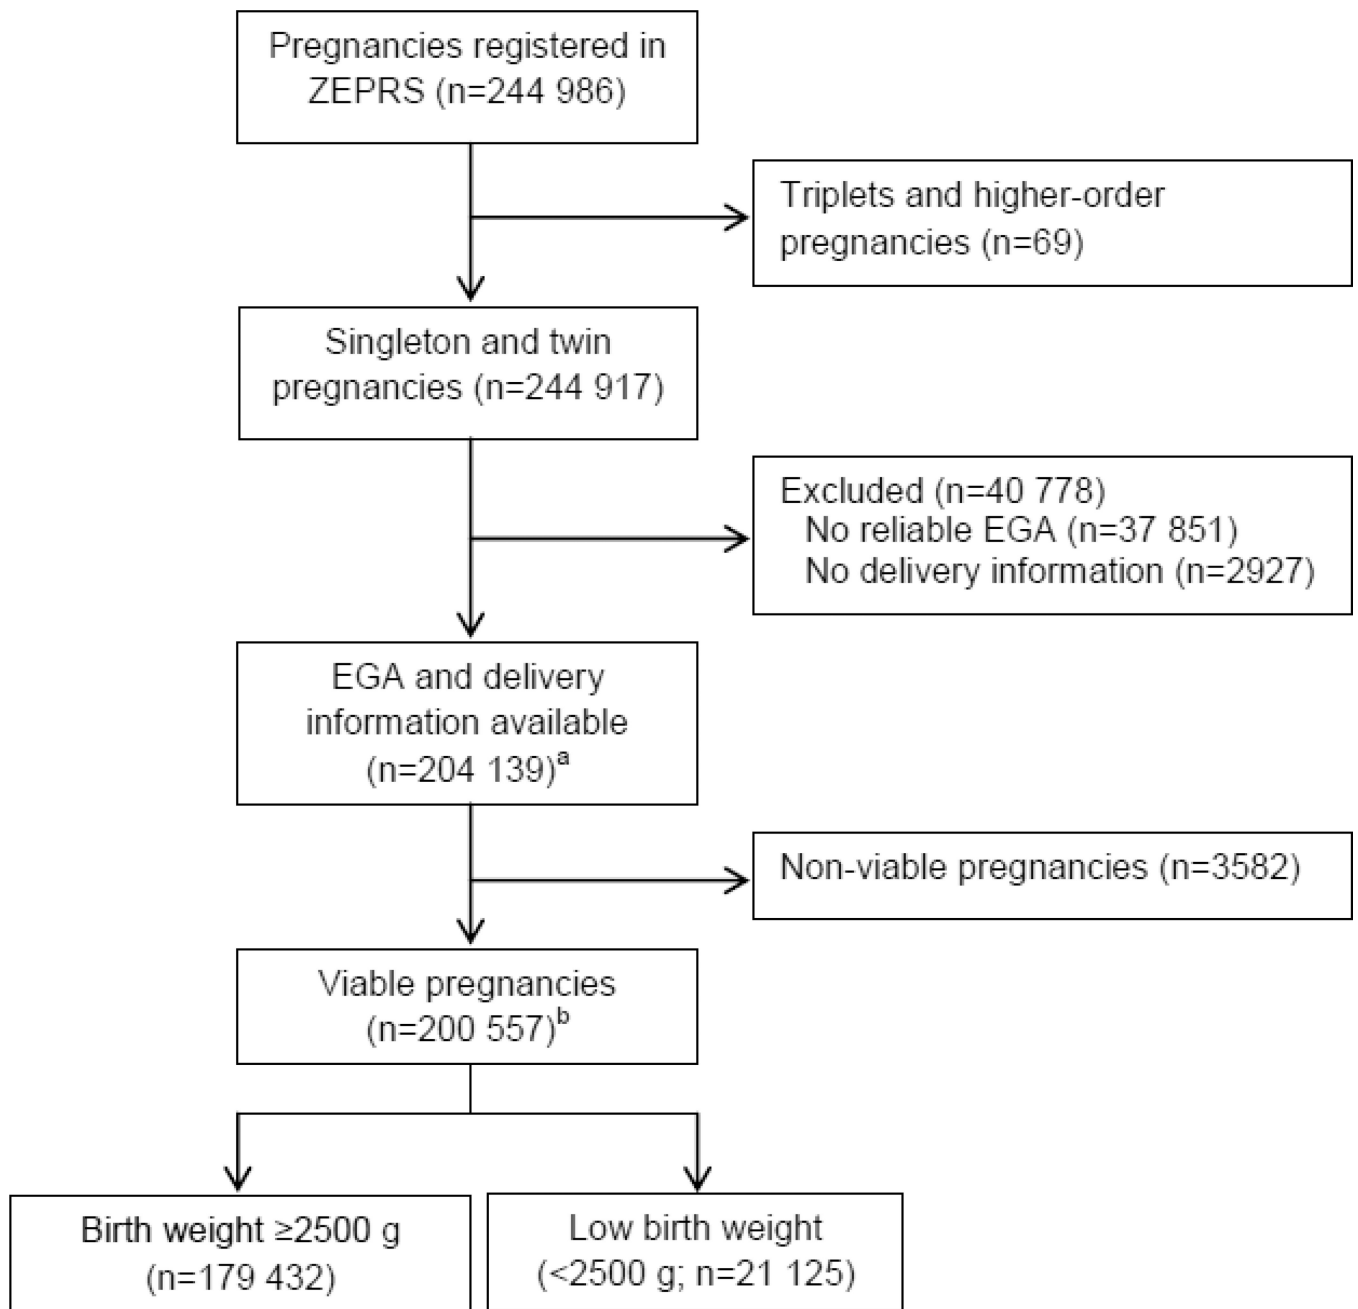 Pregnancies registered in
ZEPRS (n=244 986)
Triplets and higher-order
pregnancies (n=69)
Singleton and twin
pregnancies (n=244 917)
Excluded (n=40 778)
No reliable EGA (n=37 851)
No delivery information (n=2927)
EGA and delivery
information available
(n=204 139)ᵃ
Non-viable pregnancies (n=3582)
Viable pregnancies
(n=200 557)ᵇ
Birth weight ≥2500 g
(n=179 432)
Low birth weight
(<2500 g; n=21 125)